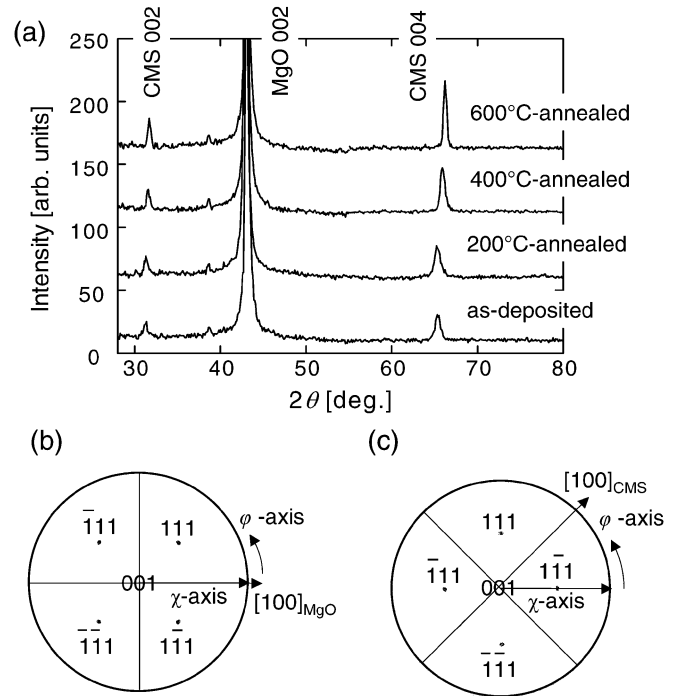 (a)
CMS 002
MgO 002
CMS 004
250
200
150
100
50
0
Intensity [arb. units]
600°C-annealed
400°C-annealed
200°C-annealed
as-deposited
30 40 50 60 70 80
2θ [deg.]
(b)
1̅11 111
φ -axis
001
χ-axis
[100]MgO
1̅1̅1 11̅1
(c)
[100]CMS
φ -axis
111
1̅11 11̅1
001
χ-axis
1̅1̅1